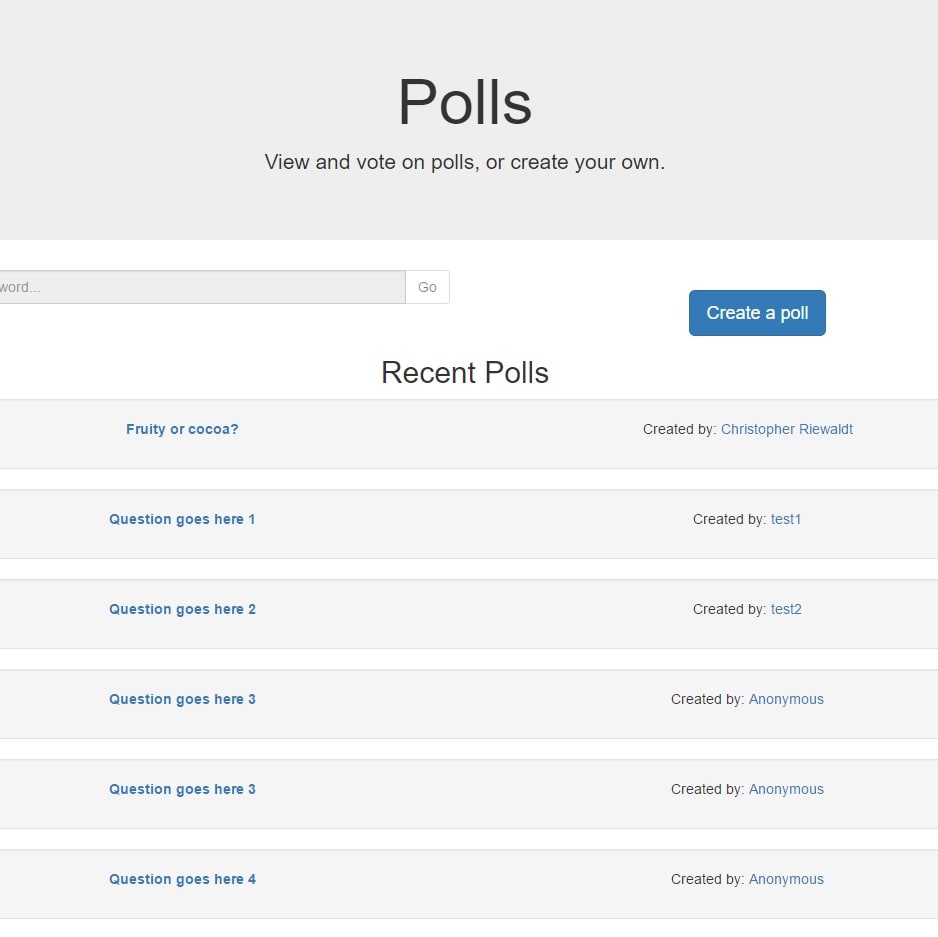 Polls
View and vote on polls, or create your own.
word... Go
Create a poll
Recent Polls
Fruity or cocoa? Created by: Christopher Riewaldt
Question goes here 1 Created by: test1
Question goes here 2 Created by: test2
Question goes here 3 Created by: Anonymous
Question goes here 3 Created by: Anonymous
Question goes here 4 Created by: Anonymous